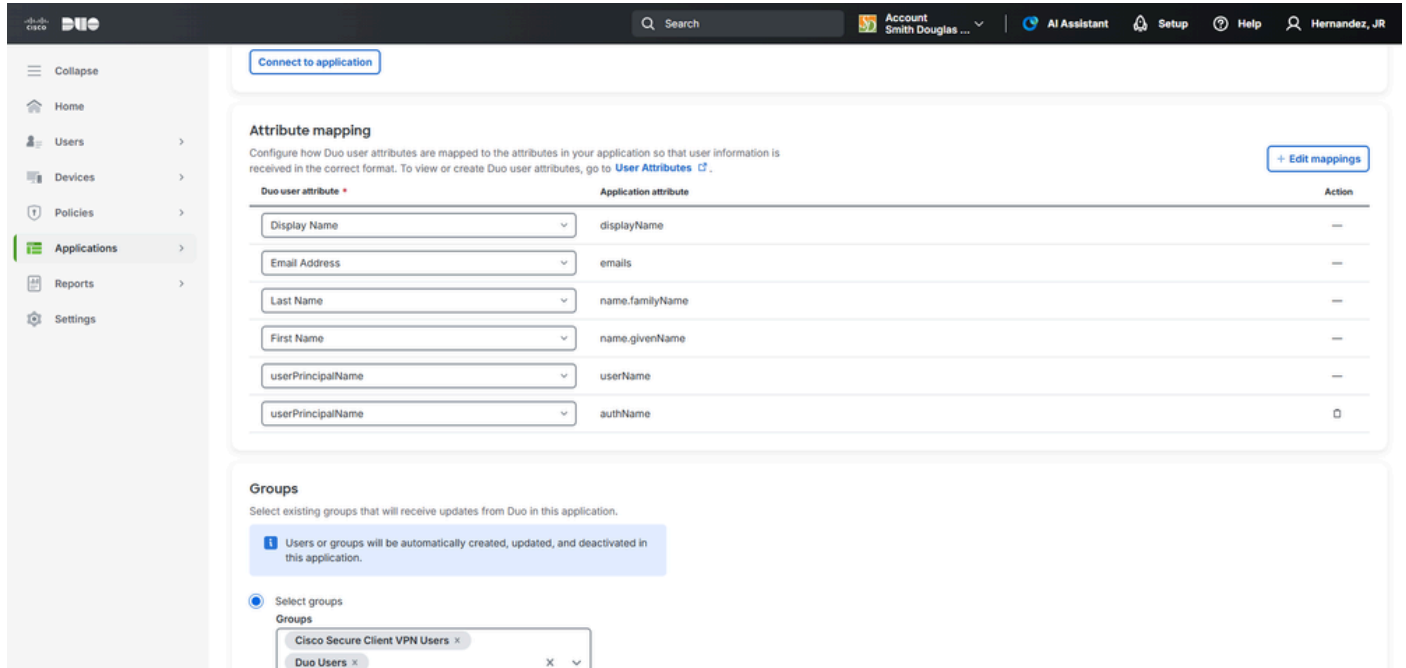 cisco DUO
Search
Account
Smith Douglas ...
AI Assistant
Setup
Help
Hernandez, JR
Collapse
Home
Users
Devices
Policies
Applications
Reports
Settings
Connect to application
Attribute mapping
Configure how Duo user attributes are mapped to the attributes in your application so that user information is
received in the correct format. To view or create Duo user attributes, go to User Attributes .
+ Edit mappings
Duo user attribute * Application attribute Action
Display Name displayName
Email Address emails
Last Name name.familyName
First Name name.givenName
userPrincipalName userName
userPrincipalName authName
Groups
Select existing groups that will receive updates from Duo in this application.
Users or groups will be automatically created, updated, and deactivated in
this application.
Select groups
Groups
Cisco Secure Client VPN Users ×
Duo Users ×